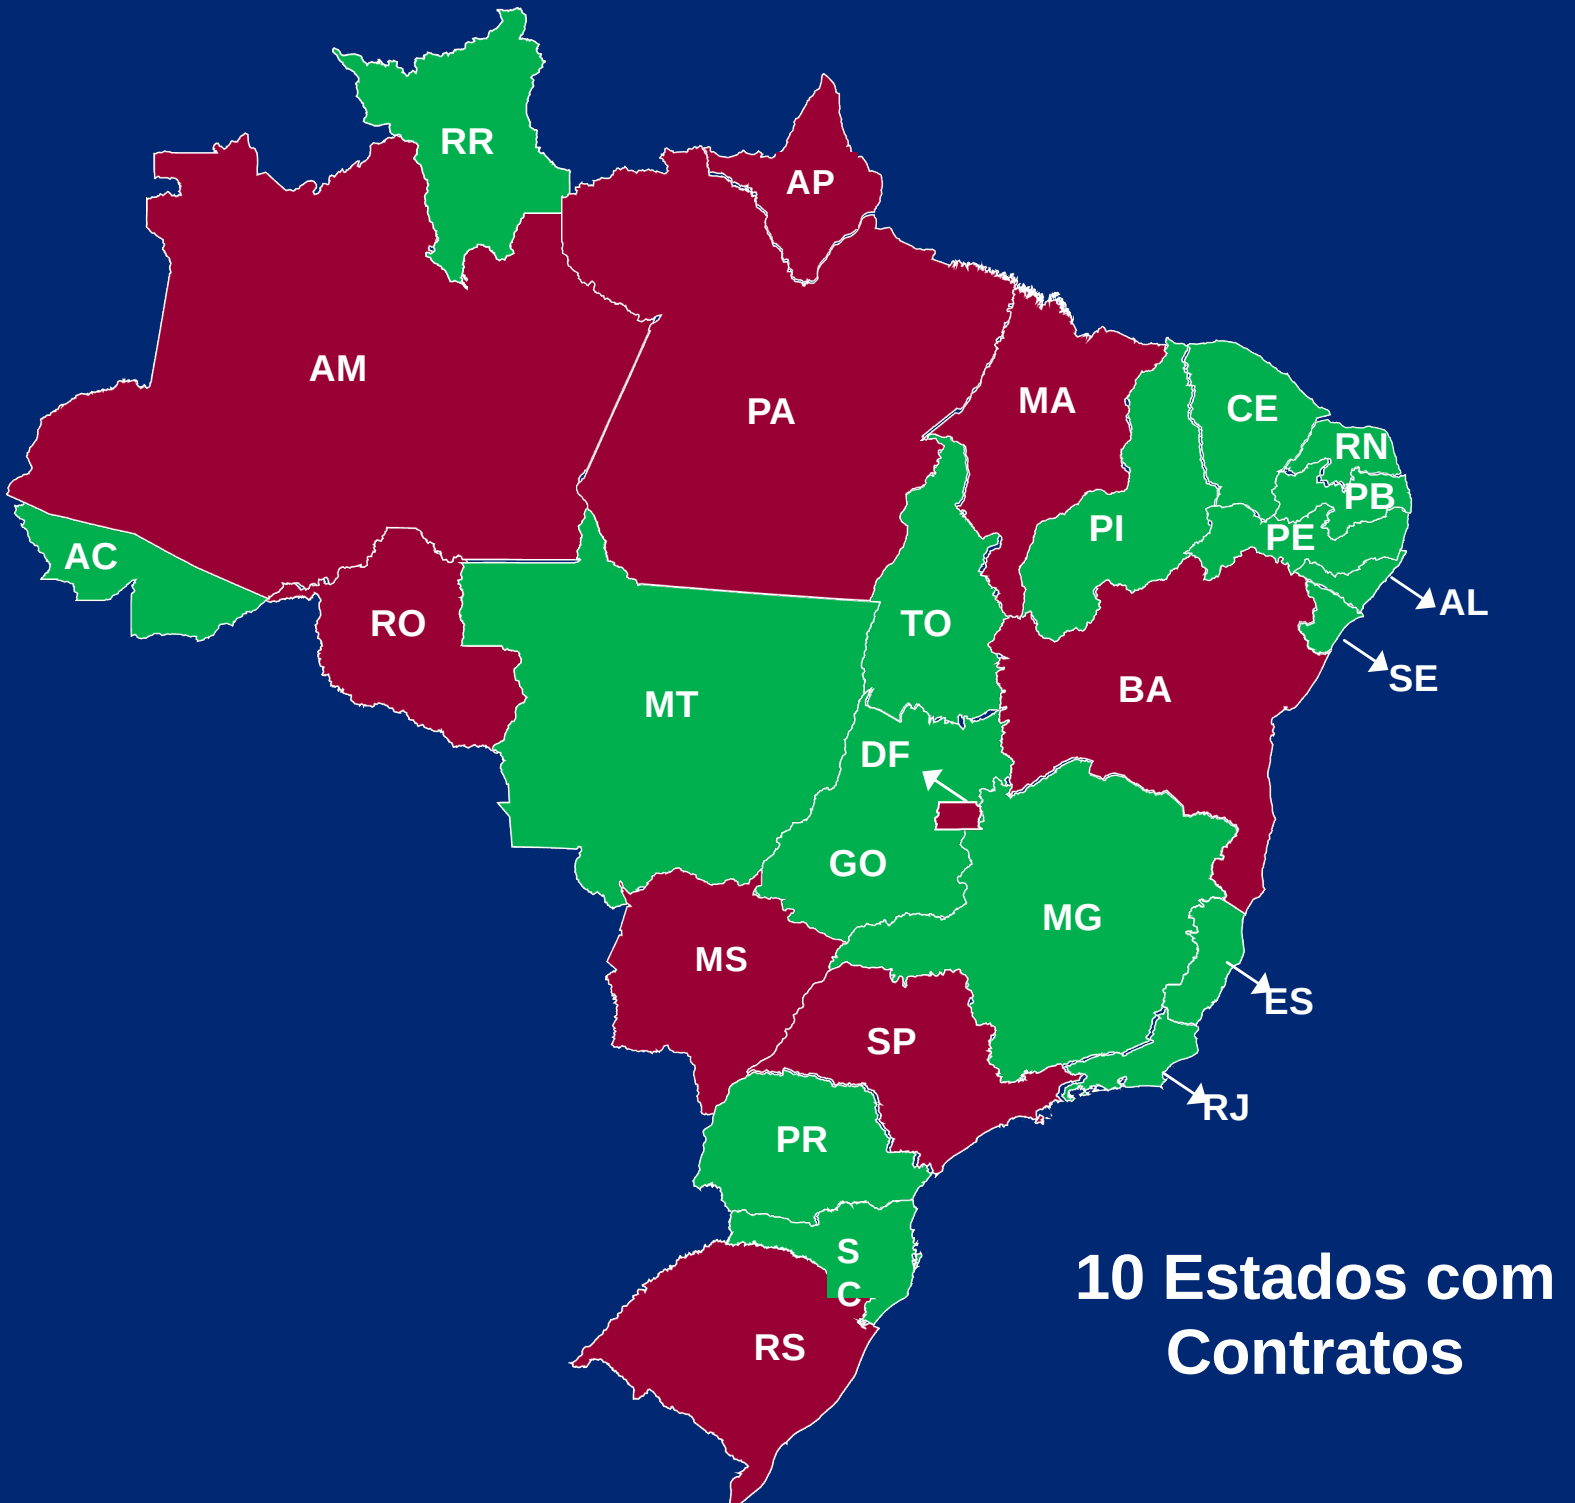 RR
AP
AM
PA
MA
CE
RN
PB
PI
PE
AC
AL
RO
TO
SE
BA
MT
DF
GO
MG
MS
ES
SP
RJ
PR
S
C
RS
10 Estados com
Contratos